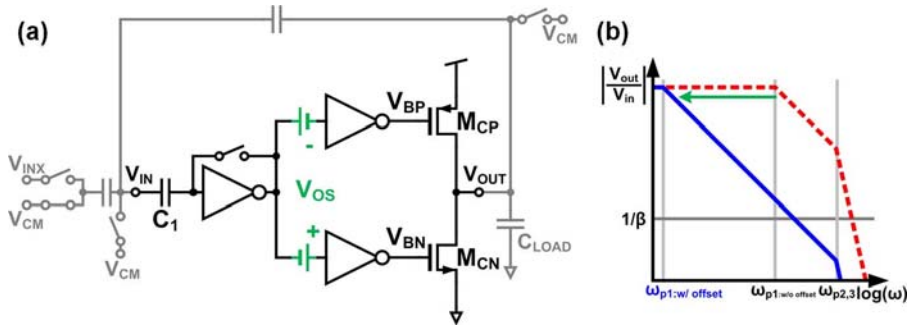 (a)
V_CM
(b)
|V_out/V_in|
V_BP
M_CP
V_INX
V_IN
V_OS
V_OUT
V_CM
C_1
1/β
V_BN
M_CN
C_LOAD
V_CM
ω_p1:w/ offset
ω_p1:w/o offset
ω_p2,3
log(ω)
-
+